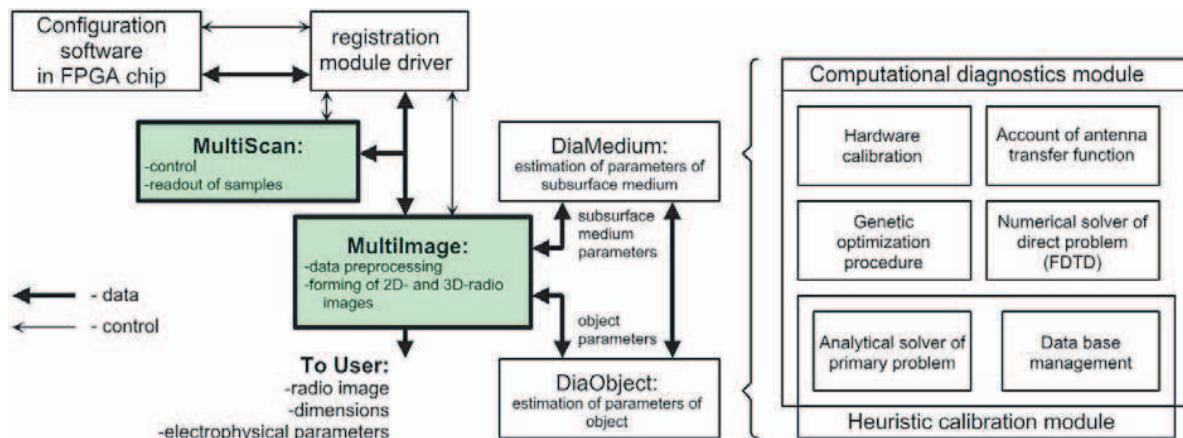 Configuration
software
in FPGA chip
registration
module driver
MultiScan:
-control
-readout of samples
MultiImage:
-data preprocessing
-forming of 2D- and 3D-radio
images
- data
- control
To User:
-radio image
-dimensions
-electrophysical parameters
DiaMedium:
estimation of parameters of
subsurface medium
subsurface
medium
parameters
object
parameters
DiaObject:
estimation of parameters of
object
Computational diagnostics module
Hardware
calibration
Account of antenna
transfer function
Genetic
optimization
procedure
Numerical solver of
direct problem
(FDTD)
Analytical solver of
primary problem
Data base
management
Heuristic calibration module